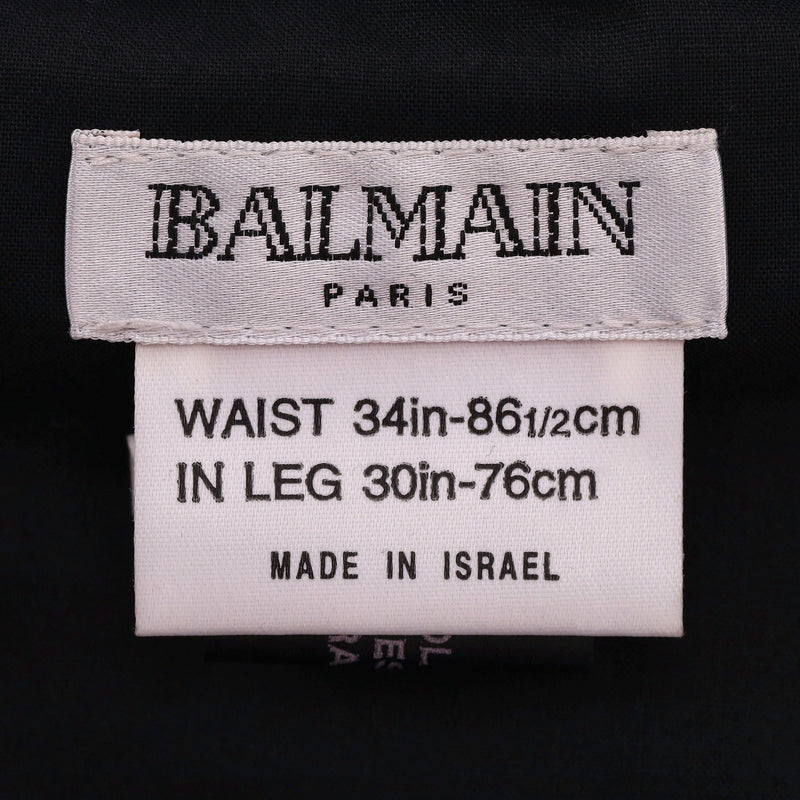 BALMAIN
PARIS
WAIST 34in-86 1/2cm
IN LEG 30in-76cm
MADE IN ISRAEL